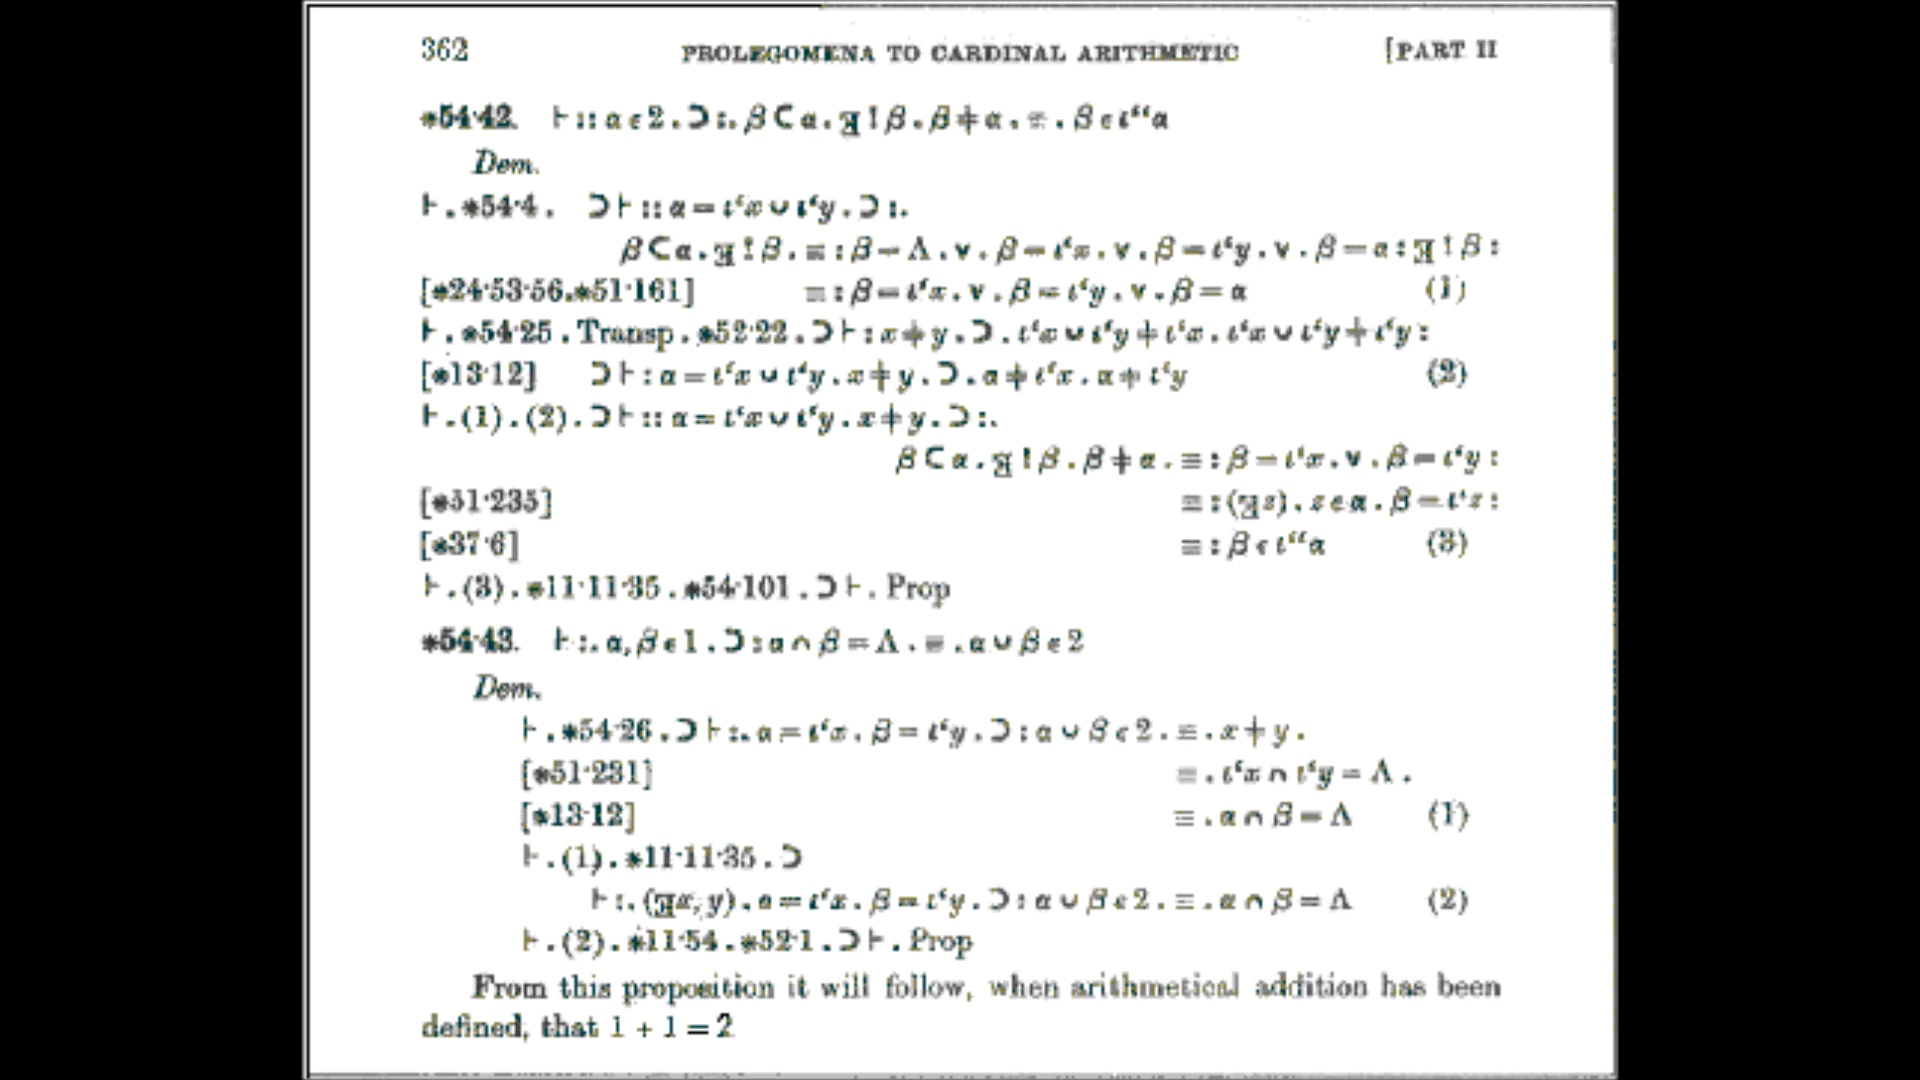 362 PROLEGOMENA TO CARDINAL ARITHMETIC [PART II
*54·42. ⊢ :: α ε 2 . ⊃ :. β ⊂ α . ∃ ! β . β ≠ α . ≡ . β ε ι“α
Dem.
⊢ . *54·4 . ⊃ ⊢ :: α = ι‘x ∪ ι‘y . ⊃ :.
β ⊂ α . ∃ ! β . ≡ : β = Λ . ∨ . β = ι‘x . ∨ . β = ι‘y . ∨ . β = α : ∃ ! β :
[*24·53·56.*51·161] ≡ : β = ι‘x . ∨ . β = ι‘y . ∨ . β = α (1)
⊢ . *54·25 . Transp . *52·22 . ⊃ ⊢ : x ≠ y . ⊃ . ι‘x ∪ ι‘y ≠ ι‘x . ι‘x ∪ ι‘y ≠ ι‘y :
[*13·12] ⊃ ⊢ : α = ι‘x ∪ ι‘y . x ≠ y . ⊃ . α ≠ ι‘x . α ≠ ι‘y (2)
⊢ . (1) . (2) . ⊃ ⊢ :: α = ι‘x ∪ ι‘y . x ≠ y . ⊃ :.
β ⊂ α . ∃ ! β . β ≠ α . ≡ : β = ι‘x . ∨ . β = ι‘y :
[*51·235] ≡ : (∃z) . z ε α . β = ι‘z :
[*37·6] ≡ : β ε ι“α (3)
⊢ . (3) . *11·11·35 . *54·101 . ⊃ ⊢ . Prop
*54·43. ⊢ :. α, β ε 1 . ⊃ : α ∩ β = Λ . ≡ . α ∪ β ε 2
Dem.
⊢ . *54·26 . ⊃ ⊢ :. α = ι‘x . β = ι‘y . ⊃ : α ∪ β ε 2 . ≡ . x ≠ y .
[*51·231] ≡ . ι‘x ∩ ι‘y = Λ .
[*13·12] ≡ . α ∩ β = Λ (1)
⊢ . (1) . *11·11·35 . ⊃
⊢ :. (∃x, y) . α = ι‘x . β = ι‘y . ⊃ : α ∪ β ε 2 . ≡ . α ∩ β = Λ (2)
⊢ . (2) . *11·54 . *52·1 . ⊃ ⊢ . Prop
From this proposition it will follow, when arithmetical addition has been
defined, that 1 + 1 = 2